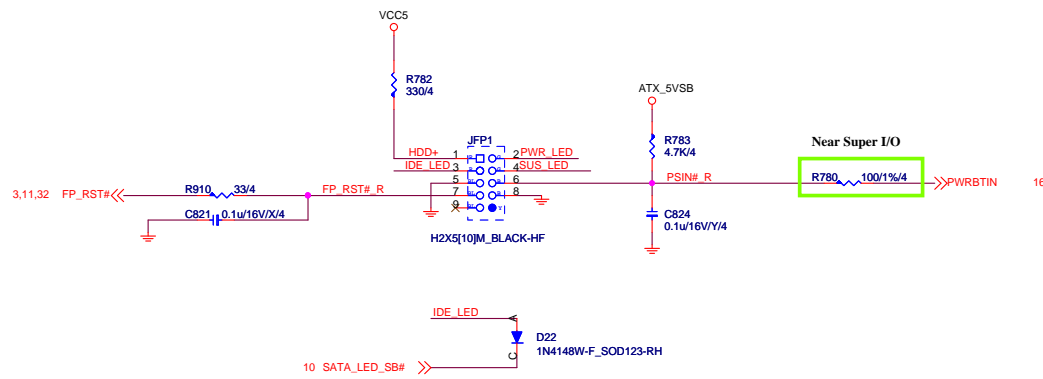 VCC5
R782
330/4
ATX_5VSB
JFP1
R783
4.7K/4
Near Super I/O
HDD+ 1 2 PWR_LED
IDE_LED 3 4 SUS_LED
5 6 PSIN#_R R780 100/1%/4 PWRBTIN 16
3,11,32 FP_RST# R910 33/4 FP_RST#_R 7 8
9
C821 0.1u/16V/X/4
C824
0.1u/16V/Y/4
H2X5[10]M_BLACK-HF
IDE_LED
A
D22
1N4148W-F_SOD123-RH
C
10 SATA_LED_SB#